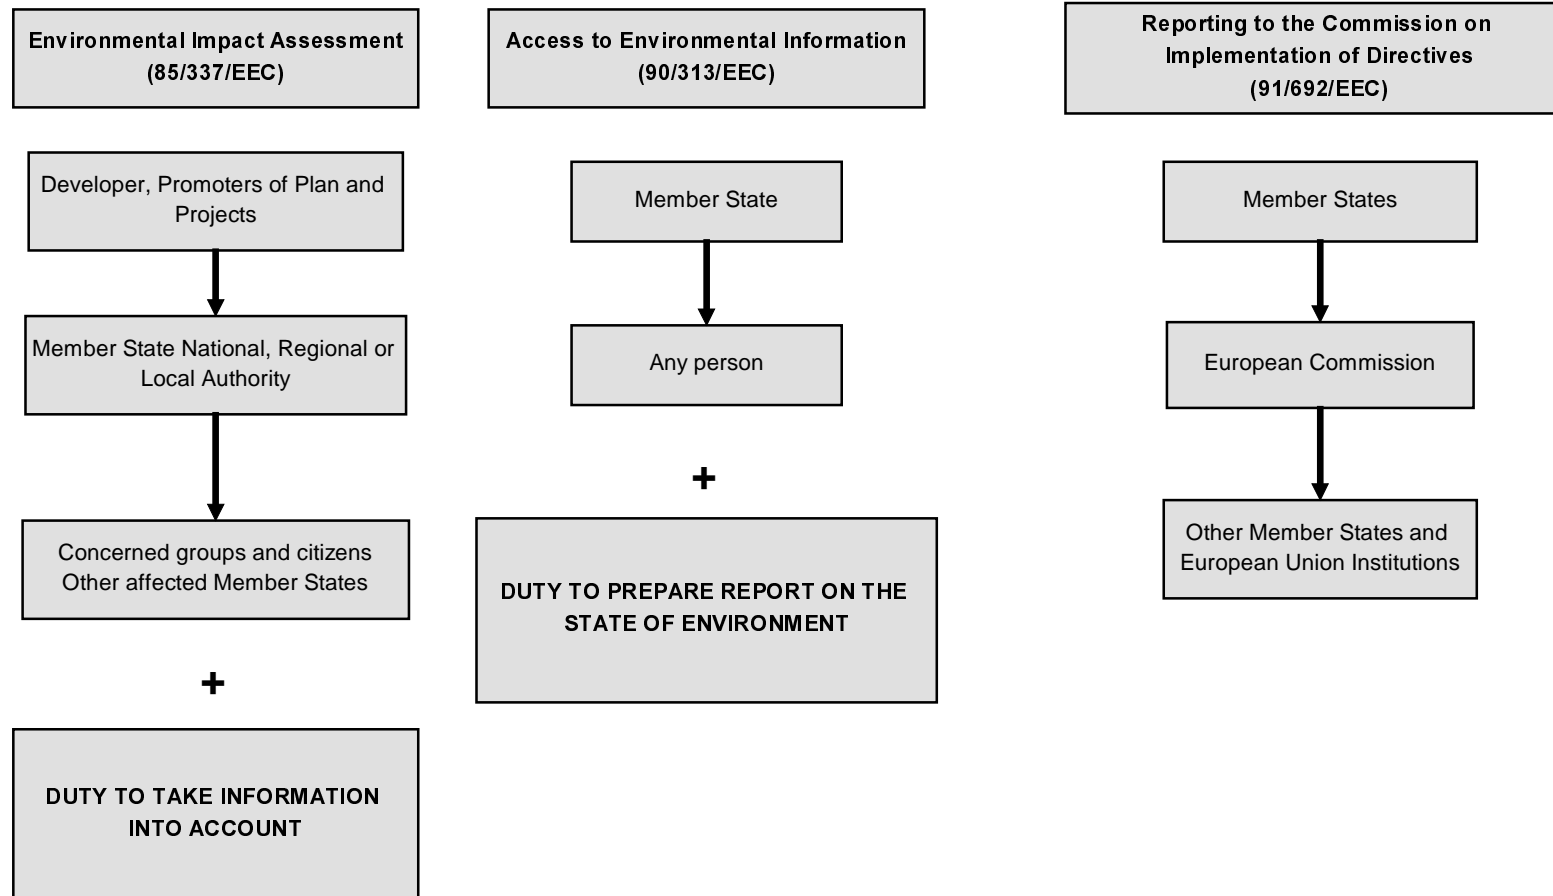 Environmental Impact Assessment
(85/337/EEC)
Developer, Promoters of Plan and
Projects
Member State National, Regional or
Local Authority
Concerned groups and citizens
Other affected Member States
+
DUTY TO TAKE INFORMATION
INTO ACCOUNT
Access to Environmental Information
(90/313/EEC)
Member State
Any person
+
DUTY TO PREPARE REPORT ON THE
STATE OF ENVIRONMENT
Reporting to the Commission on
Implementation of Directives
(91/692/EEC)
Member States
European Commission
Other Member States and
European Union Institutions